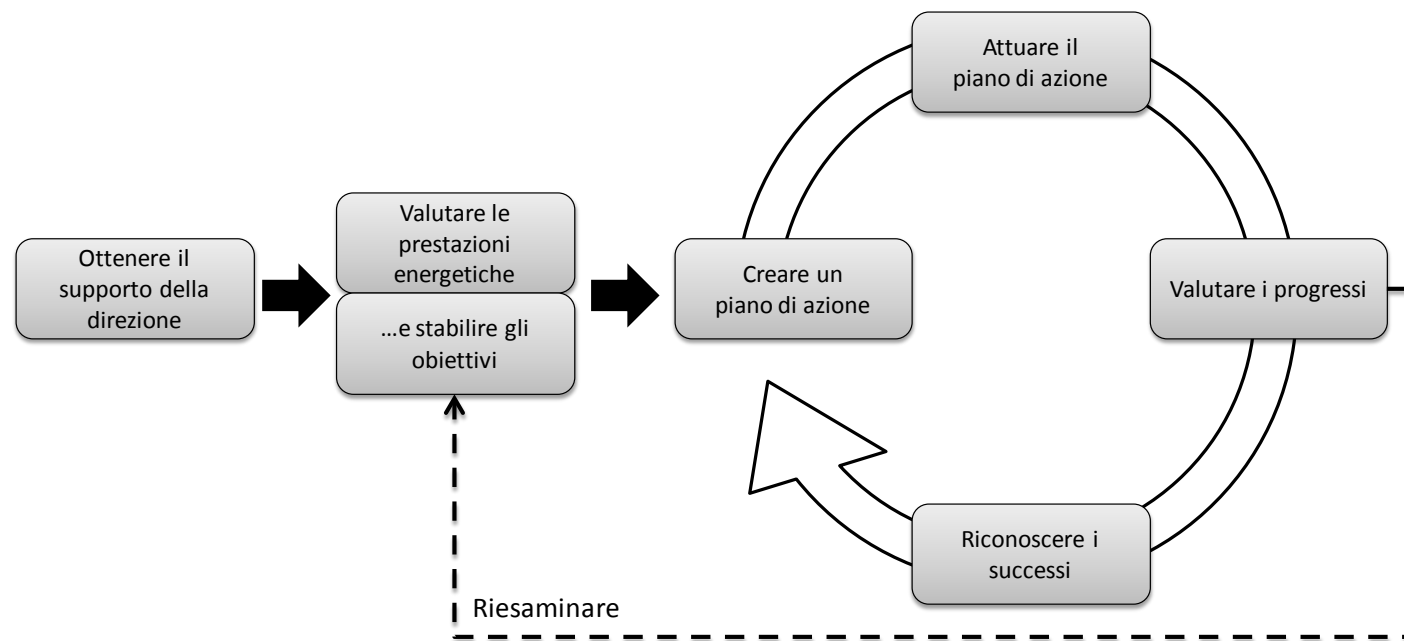 Ottenere il
supporto della
direzione
Valutare le
prestazioni
energetiche
...e stabilire gli
obiettivi
Creare un
piano di azione
Attuare il
piano di azione
Valutare i progressi
Riconoscere i
successi
Riesaminare